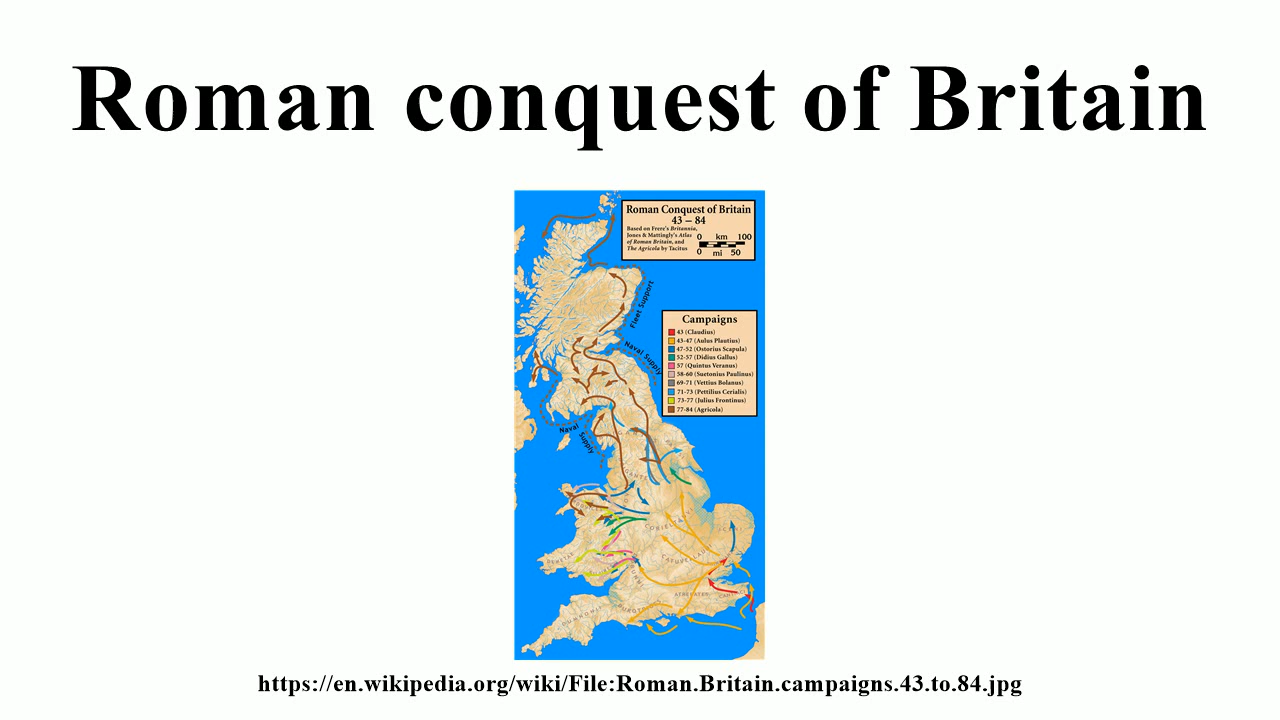 Roman conquest of Britain
Roman Conquest of Britain
43 – 84
Based on Frere's Britannia,
Jones & Mattingly's Atlas
of Roman Britain, and
The Agricola by Tacitus
0 km 100
0 mi 50
Fleet Support
Campaigns
43 (Claudius)
43-47 (Aulus Plautius)
47-52 (Ostorius Scapula)
52-57 (Didius Gallus)
57 (Quintus Veranus)
58-60 (Suetonius Paulinus)
69-71 (Vettius Bolanus)
71-73 (Petillius Cerialis)
73-77 (Julius Frontinus)
77-84 (Agricola)
Naval Supply
Naval
Supply
ATREBATES
https://en.wikipedia.org/wiki/File:Roman.Britain.campaigns.43.to.84.jpg